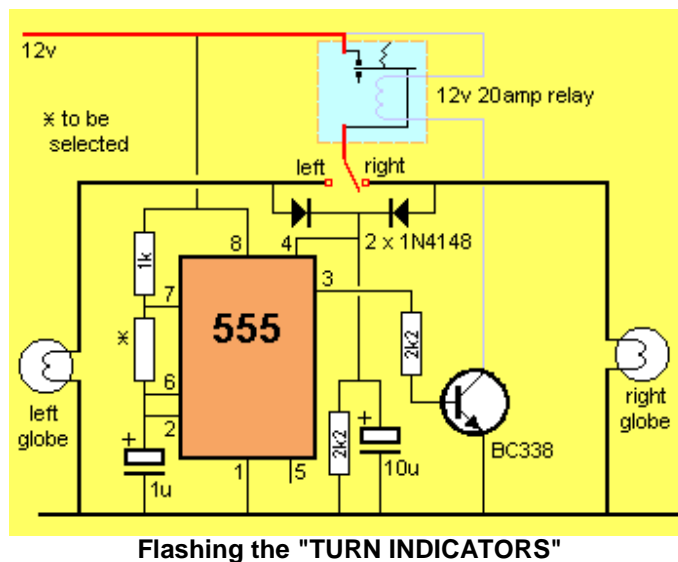 12v
12v 20amp relay
* to be
selected
left
right
1k
8
4
2 x 1N4148
7
3
555
*
2k2
6
2
left
globe
right
globe
+
1u
1
5
2k2
+
10u
BC338
Flashing the "TURN INDICATORS"